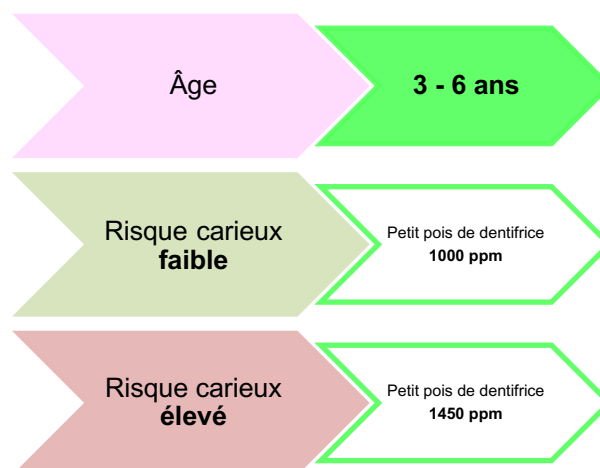 Âge
3 - 6 ans
Risque carieux
faible
Petit pois de dentifrice
1000 ppm
Risque carieux
élevé
Petit pois de dentifrice
1450 ppm